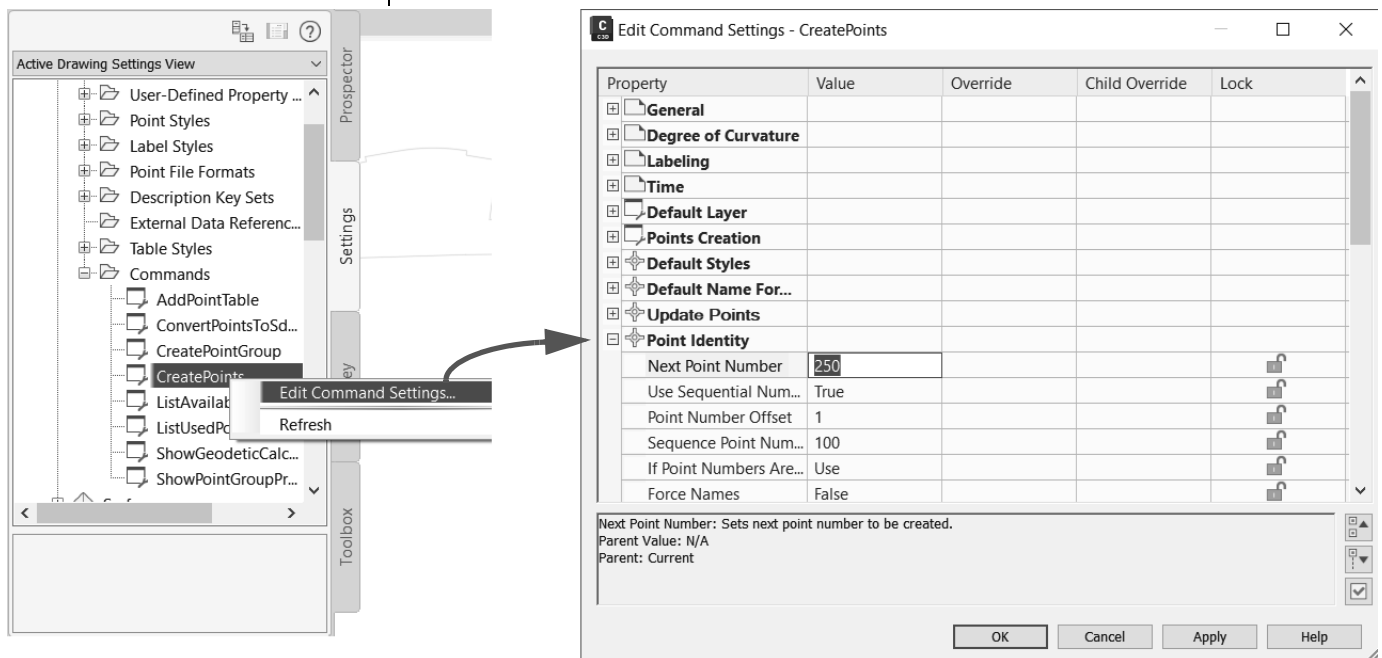 Active Drawing Settings View
User-Defined Property ...
Point Styles
Label Styles
Point File Formats
Description Key Sets
External Data Referenc...
Table Styles
Commands
AddPointTable
ConvertPointsToSd...
CreatePointGroup
CreatePoints
ListAvailab
ListUsedPo
ShowGeodeticCalc...
ShowPointGroupPr...
Edit Command Settings...
Refresh
Prospector
Settings
ey
Toolbox
C
C3D
Edit Command Settings - CreatePoints
Property Value Override Child Override Lock
General
Degree of Curvature
Labeling
Time
Default Layer
Points Creation
Default Styles
Default Name For...
Update Points
Point Identity
Next Point Number 250
Use Sequential Num... True
Point Number Offset 1
Sequence Point Num... 100
If Point Numbers Are... Use
Force Names False
Next Point Number: Sets next point number to be created.
Parent Value: N/A
Parent: Current
OK Cancel Apply Help